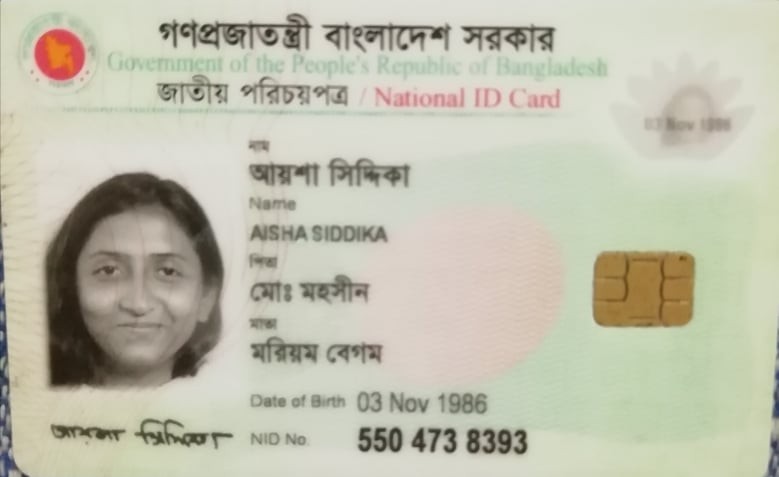 গণপ্রজাতন্ত্রী বাংলাদেশ সরকার
Government of the People's Republic of Bangladesh
জাতীয় পরিচয়পত্র / National ID Card
03 Nov 1986
নাম
আয়শা সিদ্দিকা
Name
AISHA SIDDIKA
পিতা
মোঃ মহসীন
মাতা
মরিয়ম বেগম
Date of Birth 03 Nov 1986
NID No. 550 473 8393